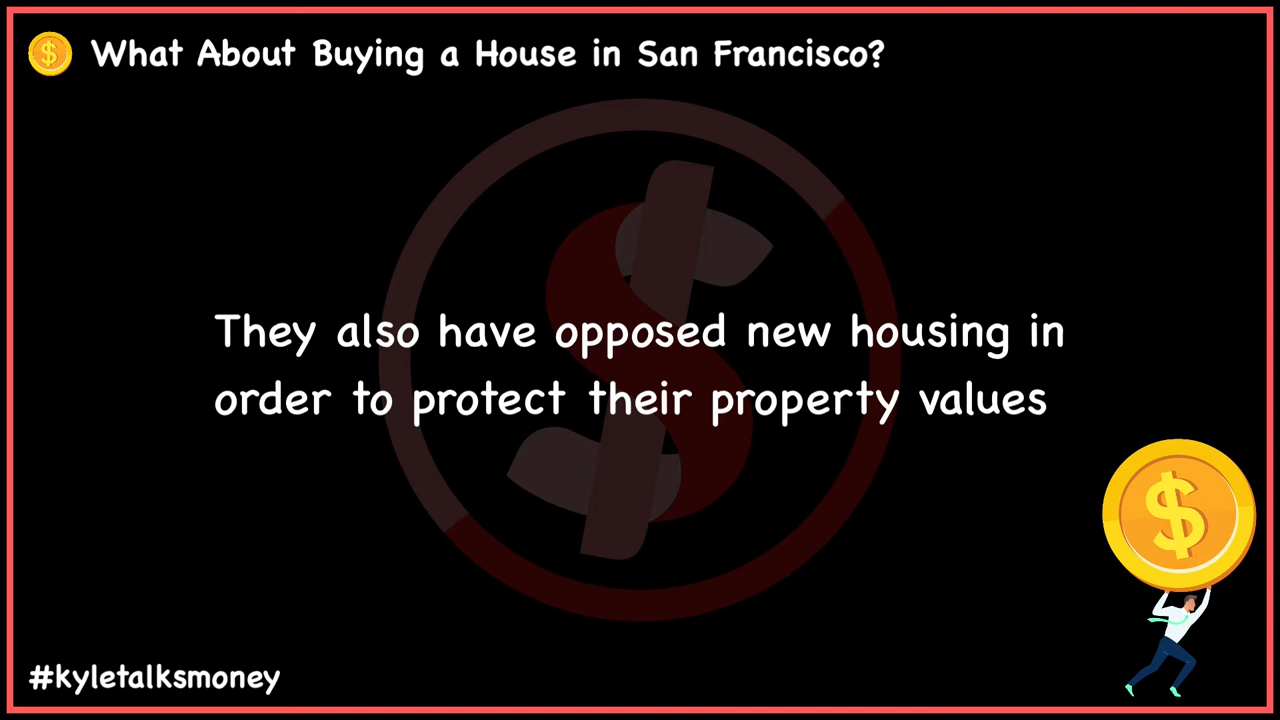 What About Buying a House in San Francisco?
They also have opposed new housing in
order to protect their property values
#kyletalksmoney